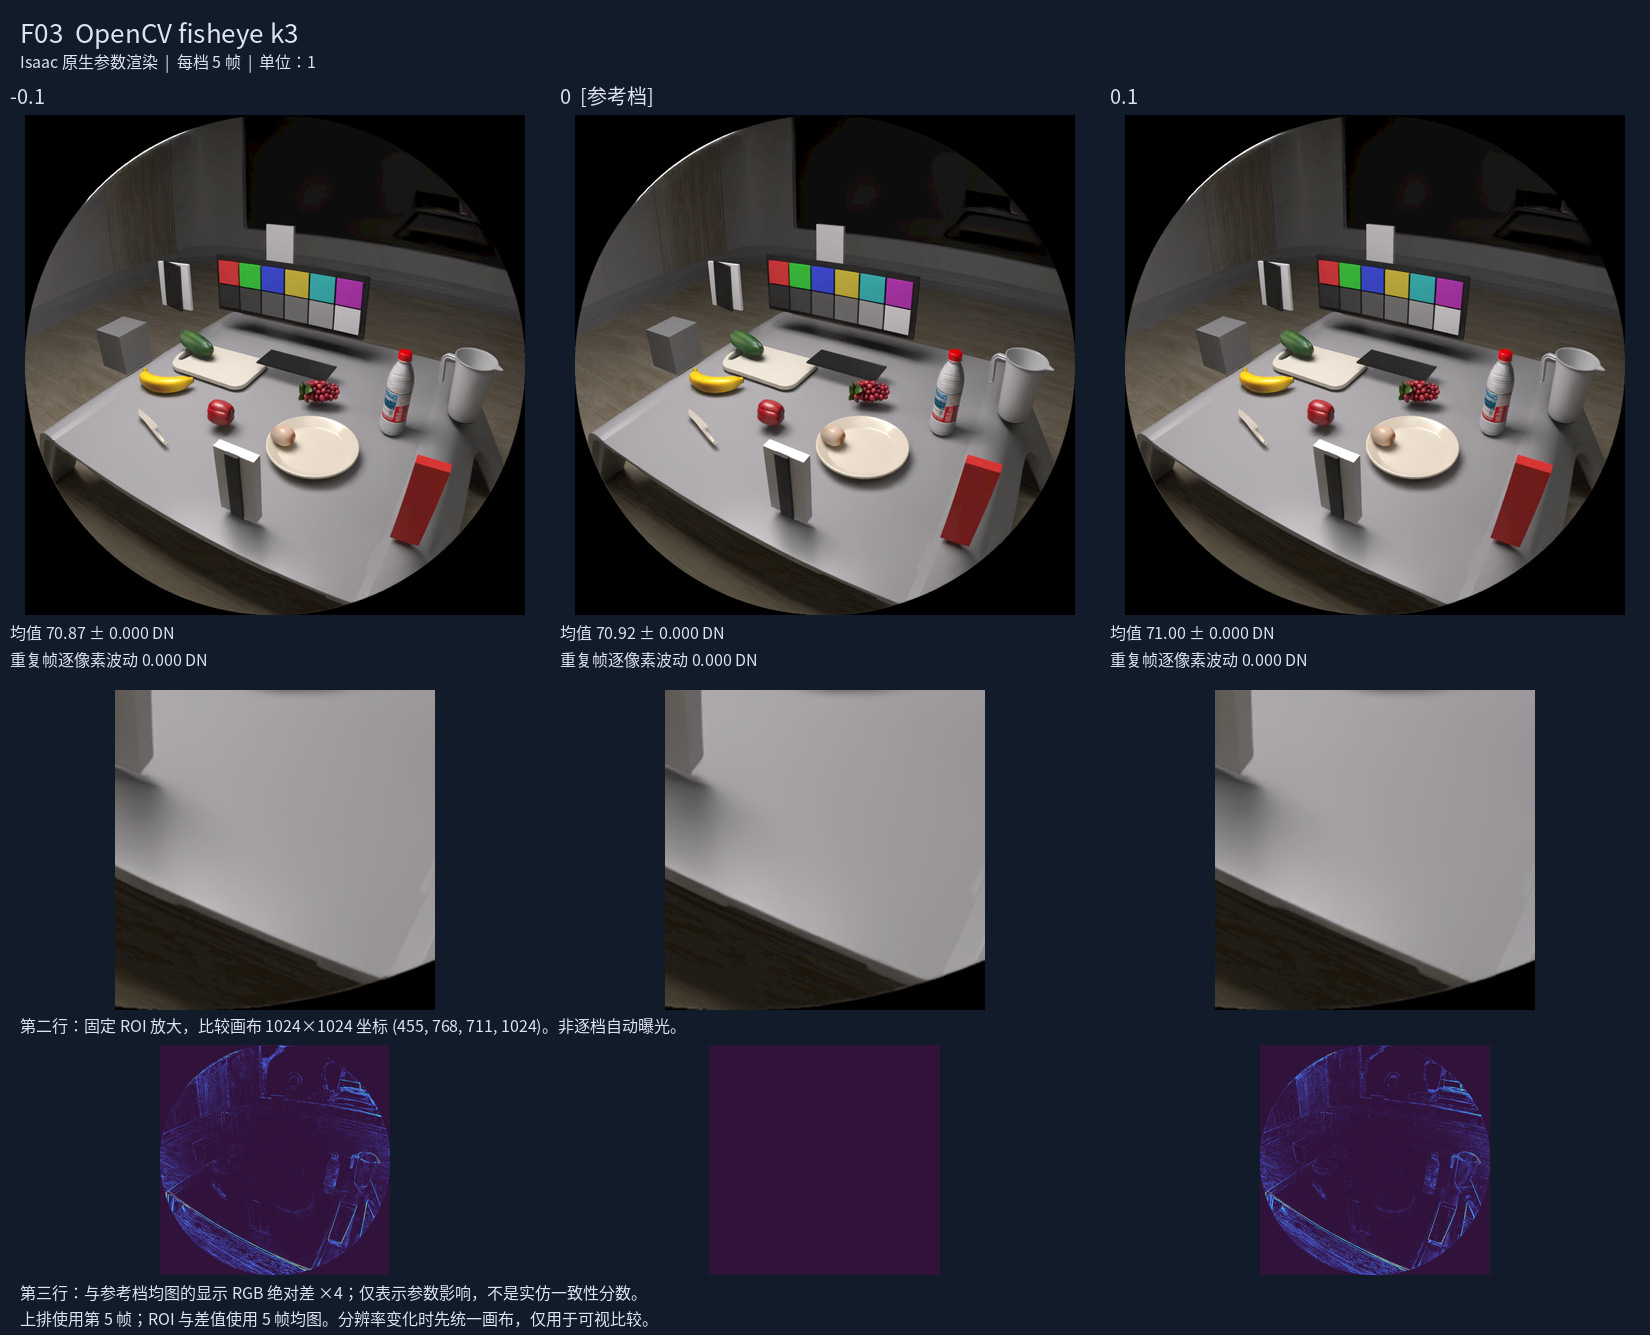 F03 OpenCV fisheye k3
Isaac 原生参数渲染 | 每档 5 帧 | 单位：1
-0.1
0 [参考档]
0.1
均值 70.87 ± 0.000 DN
重复帧逐像素波动 0.000 DN
均值 70.92 ± 0.000 DN
重复帧逐像素波动 0.000 DN
均值 71.00 ± 0.000 DN
重复帧逐像素波动 0.000 DN
第二行：固定 ROI 放大，比较画布 1024×1024 坐标 (455, 768, 711, 1024)。非逐档自动曝光。
第三行：与参考档均图的显示 RGB 绝对差 ×4；仅表示参数影响，不是实仿一致性分数。
上排使用第 5 帧；ROI 与差值使用 5 帧均图。分辨率变化时先统一画布，仅用于可视比较。